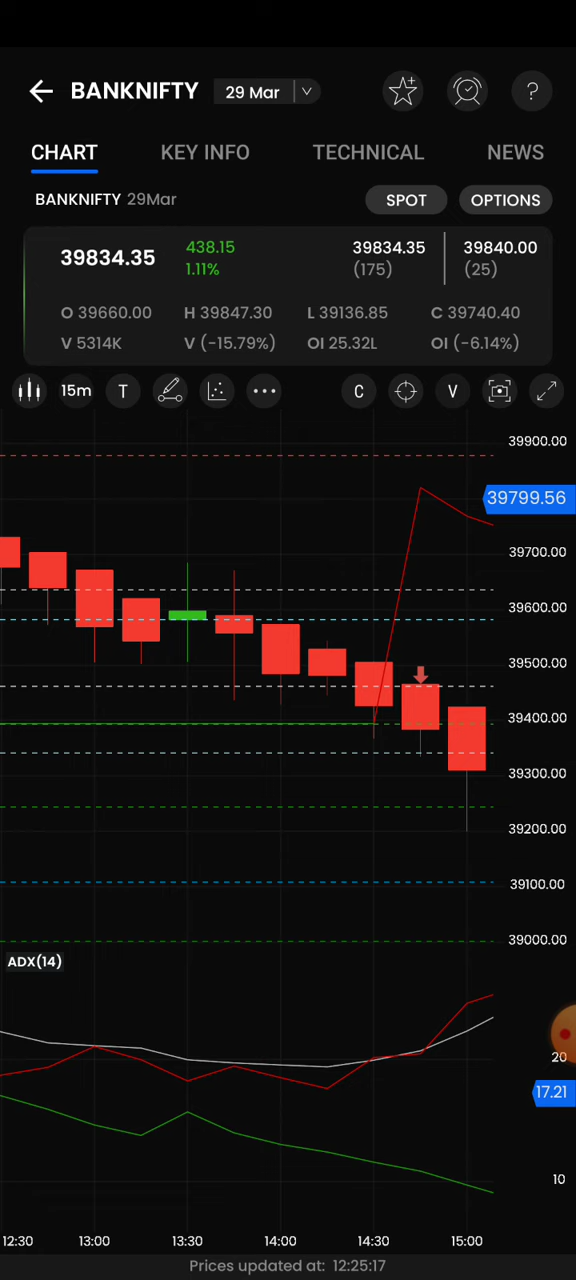 BANKNIFTY 29 Mar
?
CHART KEY INFO TECHNICAL NEWS
BANKNIFTY 29Mar SPOT OPTIONS
39834.35 438.15 39834.35 39840.00
1.11% (175) (25)
O 39660.00 H 39847.30 L 39136.85 C 39740.40
V 5314K V (-15.79%) OI 25.32L OI (-6.14%)
15m T C V
39900.00
39799.56
39700.00
39600.00
39500.00
39400.00
39300.00
39200.00
39100.00
39000.00
ADX(14)
20
17.21
10
12:30 13:00 13:30 14:00 14:30 15:00
Prices updated at: 12:25:17